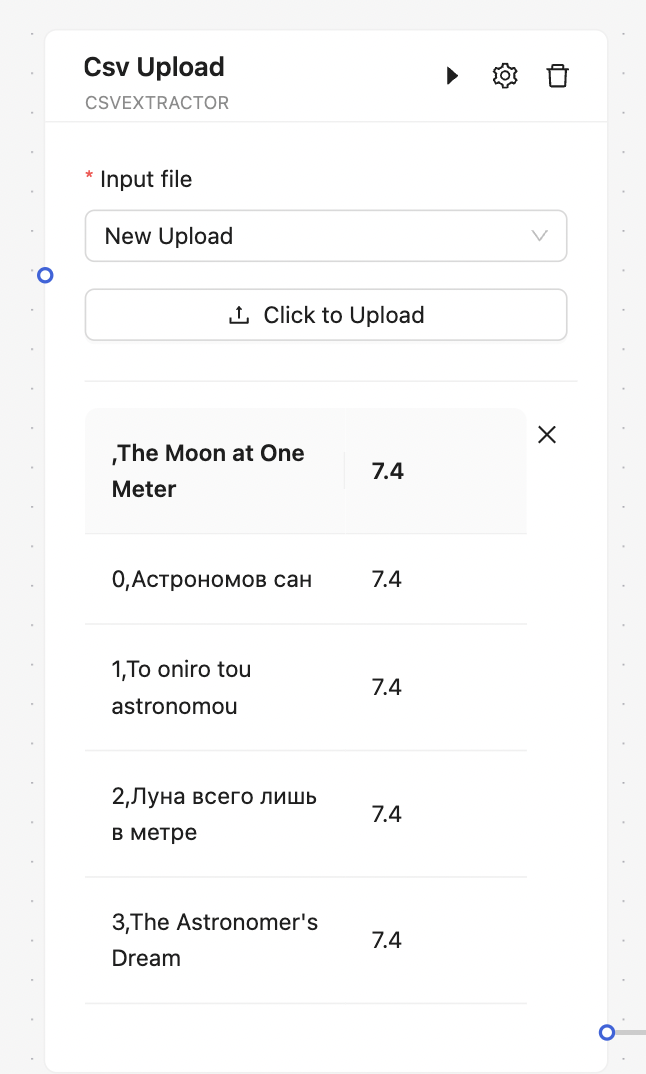 Csv Upload
CSVEXTRACTOR
* Input file
New Upload
Click to Upload
,The Moon at One
Meter
7.4
0,Астрономов сан
7.4
1,To oniro tou
astronomou
7.4
2,Луна всего лишь
в метре
7.4
3,The Astronomer's
Dream
7.4